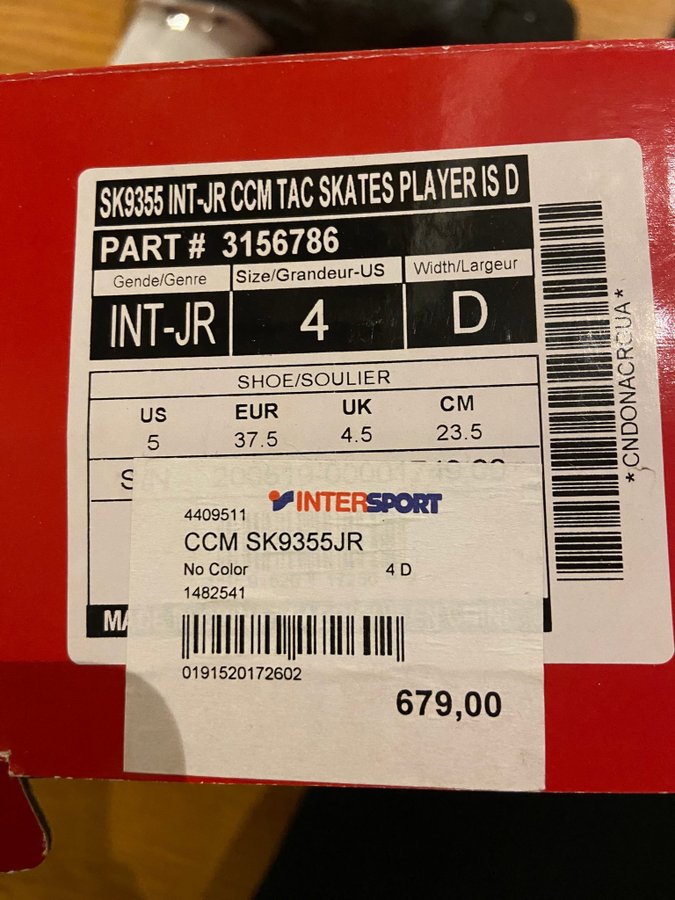 SK9355 INT-JR CCM TAC SKATES PLAYER IS D
PART # 3156786
Gende/Genre Size/Grandeur-US Width/Largeur
INT-JR 4 D
SHOE/SOULIER
US EUR UK CM
5 37.5 4.5 23.5
*CNDONACRGUA*
INTERSPORT
4409511
CCM SK9355JR
No Color 4 D
1482541
0191520172602
679,00